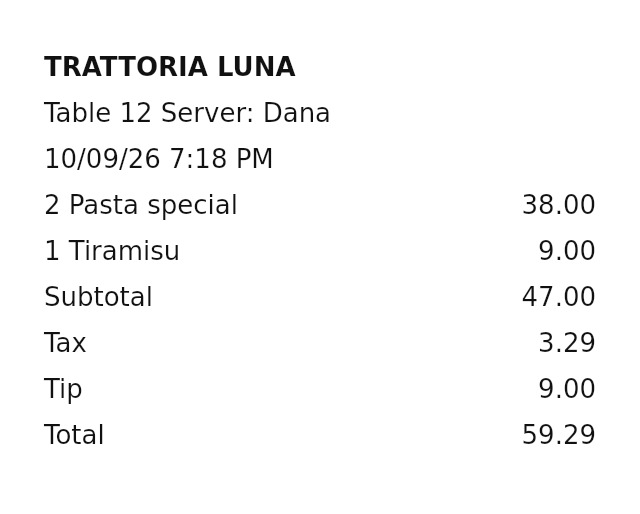 TRATTORIA LUNA
Table 12 Server: Dana
10/09/26 7:18 PM
2 Pasta special 38.00
1 Tiramisu 9.00
Subtotal 47.00
Tax 3.29
Tip 9.00
Total 59.29